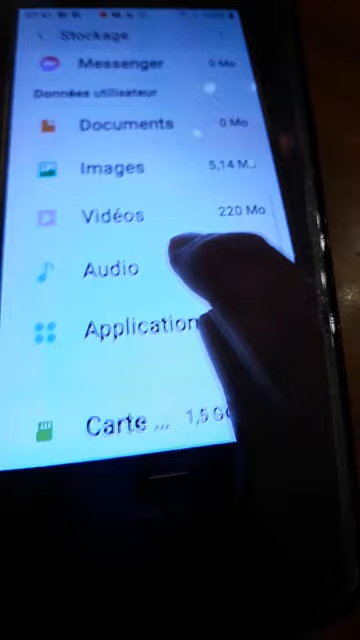 Stockage
Messenger 0 Mo
Données utilisateur
Documents 0 Mo
Images 5,14 M
Vidéos 220 Mo
Audio
Application
Carte ... 1,5 G